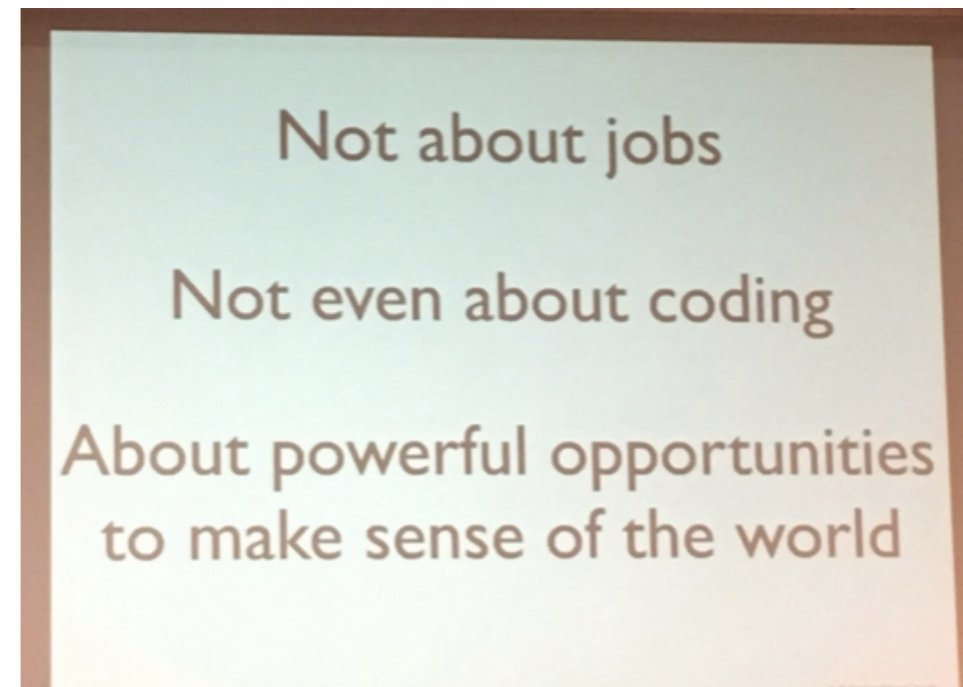 Not about jobs
Not even about coding
About powerful opportunities
to make sense of the world